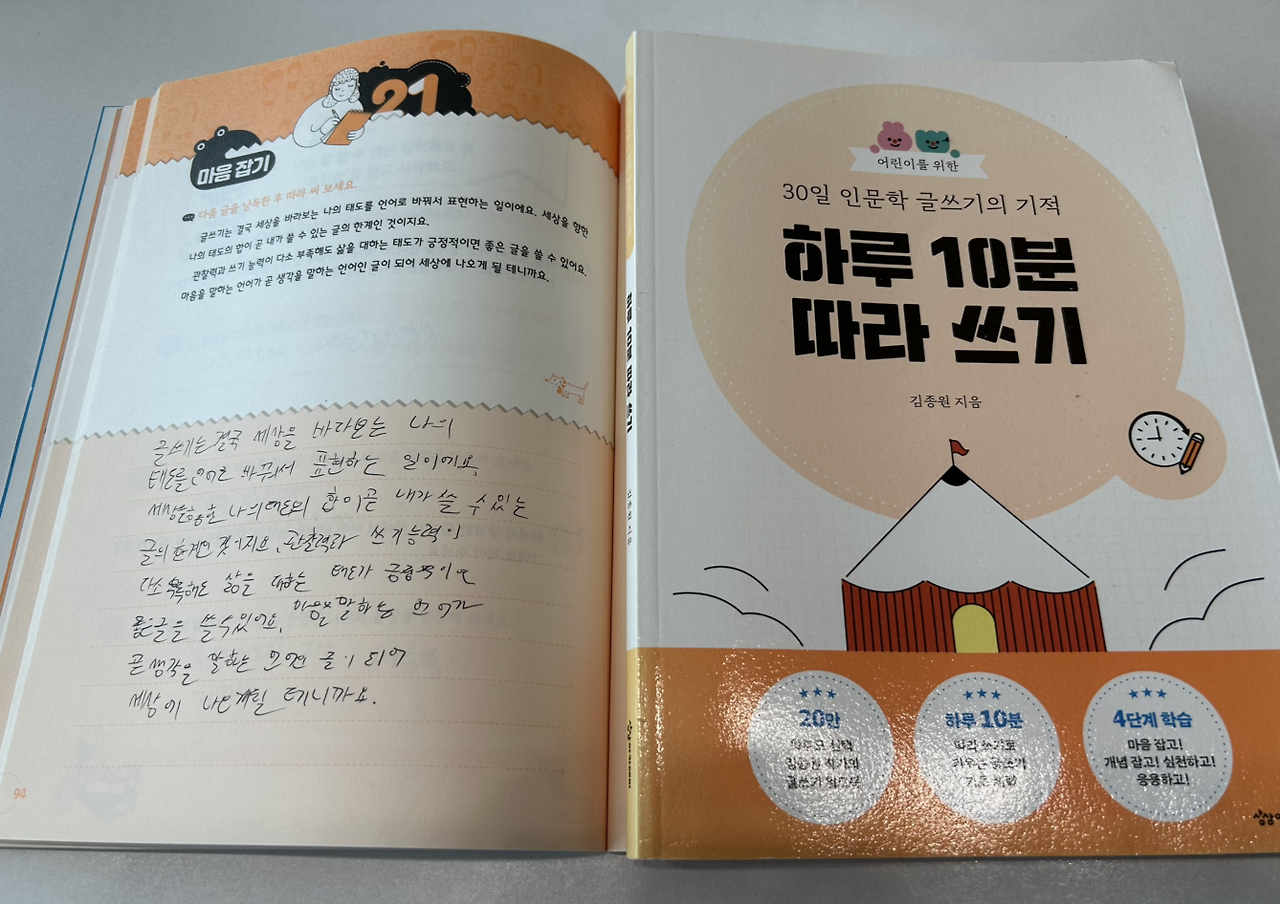 21
마음 잡기
다음 글을 낭독한 후 따라 써 보세요.
글쓰기는 결국 세상을 바라보는 나의 태도를 언어로 바꿔서 표현하는 일이에요. 세상을 향한
나의 태도의 합이 곧 내가 쓸 수 있는 글의 한계인 것이지요.
관찰력과 쓰기 능력이 다소 부족해도 삶을 대하는 태도가 긍정적이면 좋은 글을 쓸 수 있어요.
마음을 말하는 언어가 곧 생각을 말하는 언어인 글이 되어 세상에 나오게 될 테니까요.
글쓰기는 결국 세상을 바라보는 나의
태도를 언어로 바꿔서 표현하는 일이에요.
세상을 향한 나의 태도의 합이 곧 내가 쓸 수 있는
글의 한계인 것이지요. 관찰력과 쓰기 능력이
다소 부족해도 삶을 대하는 태도가 긍정적이면
좋은 글을 쓸 수 있어요. 마음을 말하는 언어가
곧 생각을 말하는 글이 되어
세상에 나오게 될 테니까요.
94
하루 10분 따라 쓰기
어린이를 위한
30일 인문학 글쓰기의 기적
하루 10분
따라 쓰기
김종원 지음
20만
하루 10분
4단계 학습
마음 잡고!
개념 잡고! 실천하고!
응용하고!